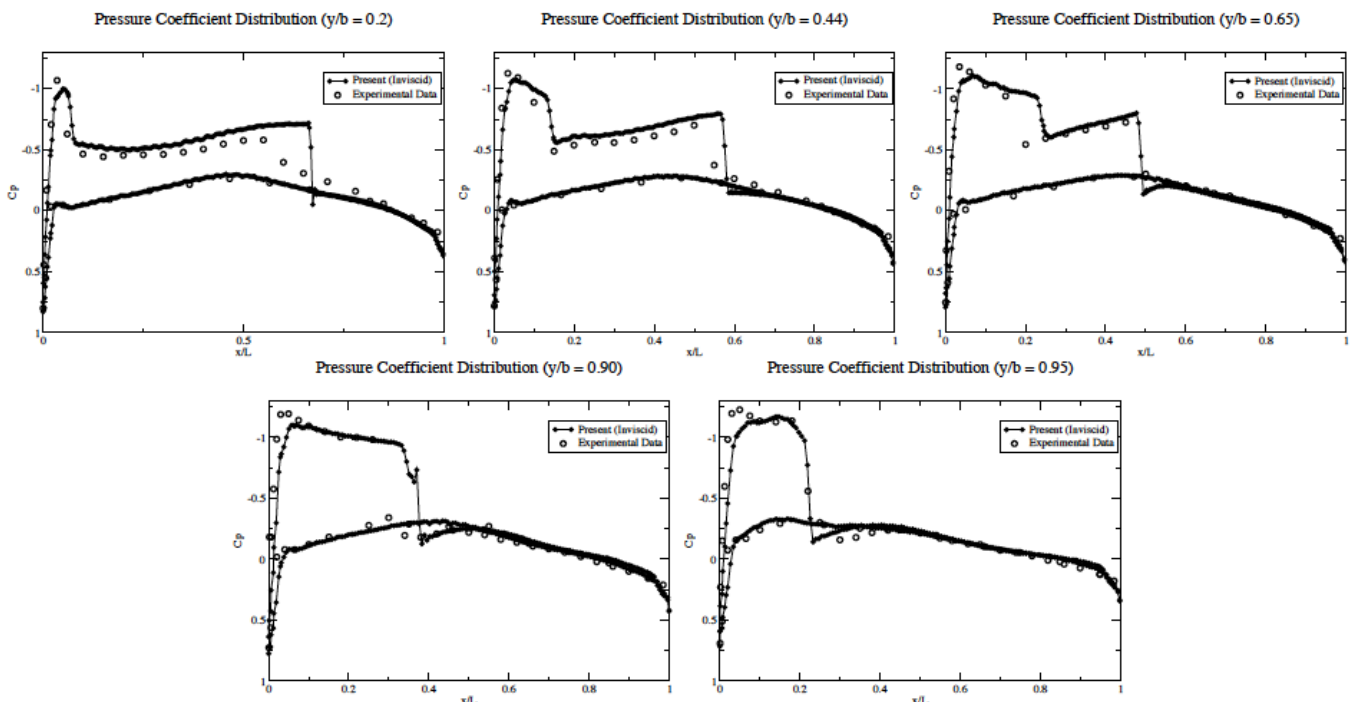 Pressure Coefficient Distribution (y/b = 0.2)
Present (Inviscid)
Experimental Data
-1
-0.5
0
0.5
1
Cp
0
0.5
1
x/L
Pressure Coefficient Distribution (y/b = 0.44)
Present (Inviscid)
Experimental Data
-1
-0.5
0
0.5
1
Cp
0
0.2
0.4
0.6
0.8
1
x/L
Pressure Coefficient Distribution (y/b = 0.65)
Present (Inviscid)
Experimental Data
-1
-0.5
0
0.5
1
Cp
0
0.2
0.4
0.6
0.8
1
x/L
Pressure Coefficient Distribution (y/b = 0.90)
Present (Inviscid)
Experimental Data
-1
-0.5
0
0.5
1
Cp
0
0.2
0.4
0.6
0.8
1
x/L
Pressure Coefficient Distribution (y/b = 0.95)
Present (Inviscid)
Experimental Data
-1
-0.5
0
0.5
1
Cp
0
0.2
0.4
0.6
0.8
1
x/L